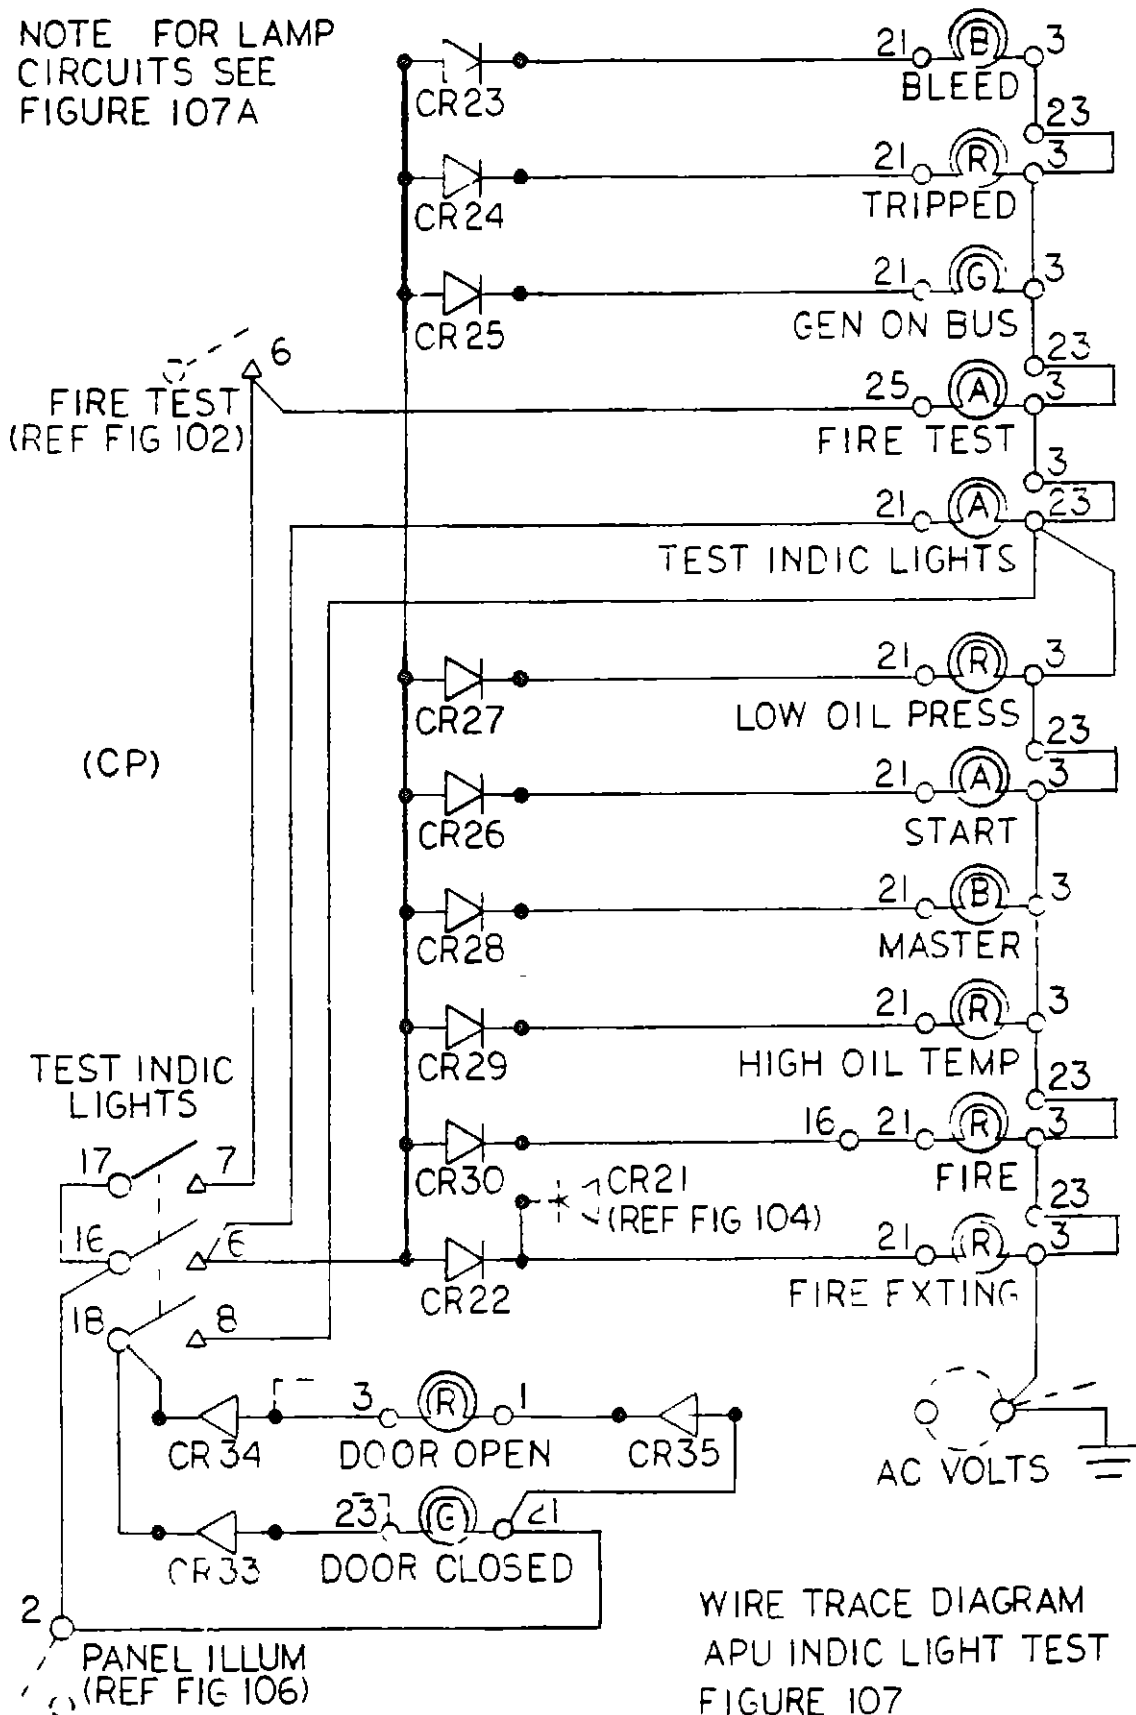 NOTE FOR LAMP
CIRCUITS SEE
FIGURE 107A
21 B 3
BLEED
CR23
23
21 R 3
TRIPPED
CR24
21 G 3
GEN ON BUS
CR25
6
FIRE TEST
(REF FIG 102)
23
25 A 3
FIRE TEST
3
21 A 23
TEST INDIC LIGHTS
21 R 3
LOW OIL PRESS
CR27
(CP)
23
21 A 3
START
CR26
21 B 3
MASTER
CR28
21 R 3
HIGH OIL TEMP
CR29
TEST INDIC
LIGHTS
23
16 21 R 3
FIRE
CR30
17 7
CR21
(REF FIG 104)
23
16 6
21 R 3
FIRE EXTING
CR22
18 8
3 R 1
CR34 DOOR OPEN CR35
AC VOLTS
23 G 21
CR33 DOOR CLOSED
2
PANEL ILLUM
(REF FIG 106)
WIRE TRACE DIAGRAM
APU INDIC LIGHT TEST
FIGURE 107